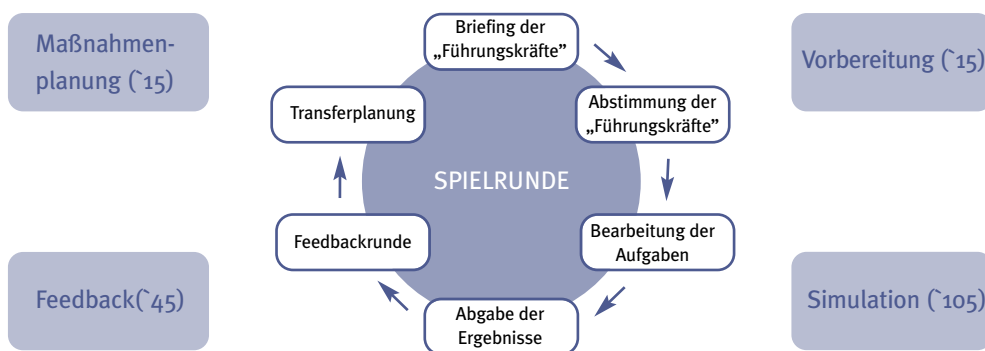 Maßnahmen-
planung (`15)
Briefing der
„Führungskräfte”
Vorbereitung (`15)
Transferplanung
Abstimmung der
„Führungskräfte”
SPIELRUNDE
Feedbackrunde
Bearbeitung der
Aufgaben
Feedback(`45)
Abgabe der
Ergebnisse
Simulation (`105)